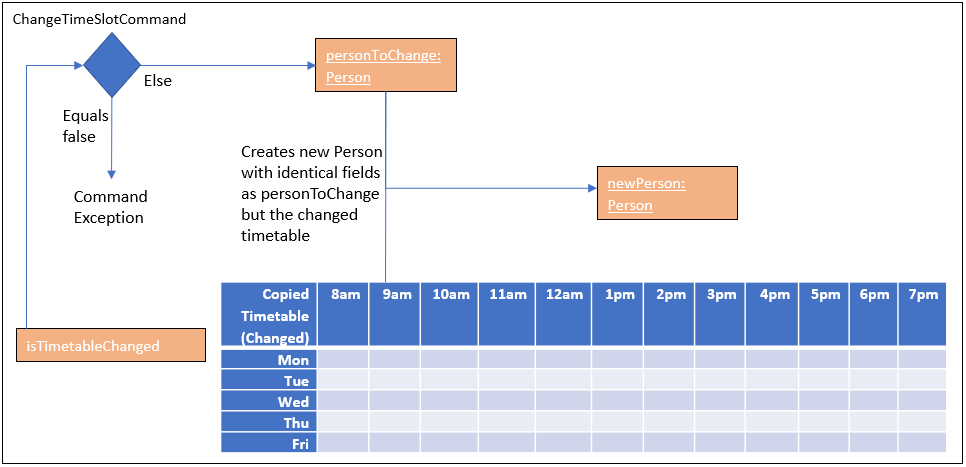 ChangeTimeSlotCommand
Else
personToChange:
Person
Equals
false
Command
Exception
Creates new Person
with identical fields
as personToChange
but the changed
timetable
newPerson:
Person
isTimetableChanged
Copied
Timetable
(Changed)
8am 9am 10am 11am 12am 1pm 2pm 3pm 4pm 5pm 6pm 7pm
Mon
Tue
Wed
Thu
Fri